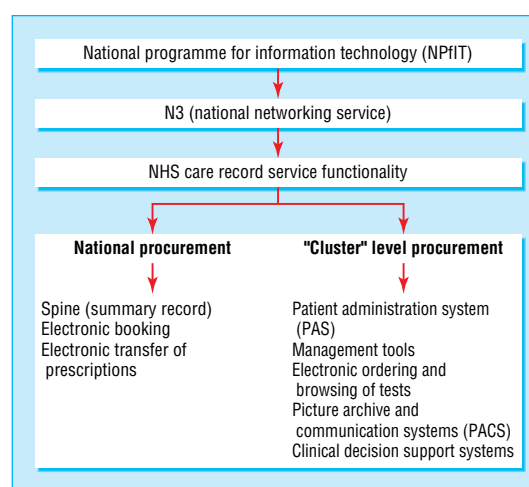 National programme for information technology (NPfIT)
N3 (national networking service)
NHS care record service functionality
National procurement
Spine (summary record)
Electronic booking
Electronic transfer of
prescriptions
"Cluster" level procurement
Patient administration system
(PAS)
Management tools
Electronic ordering and
browsing of tests
Picture archive and
communication systems (PACS)
Clinical decision support systems